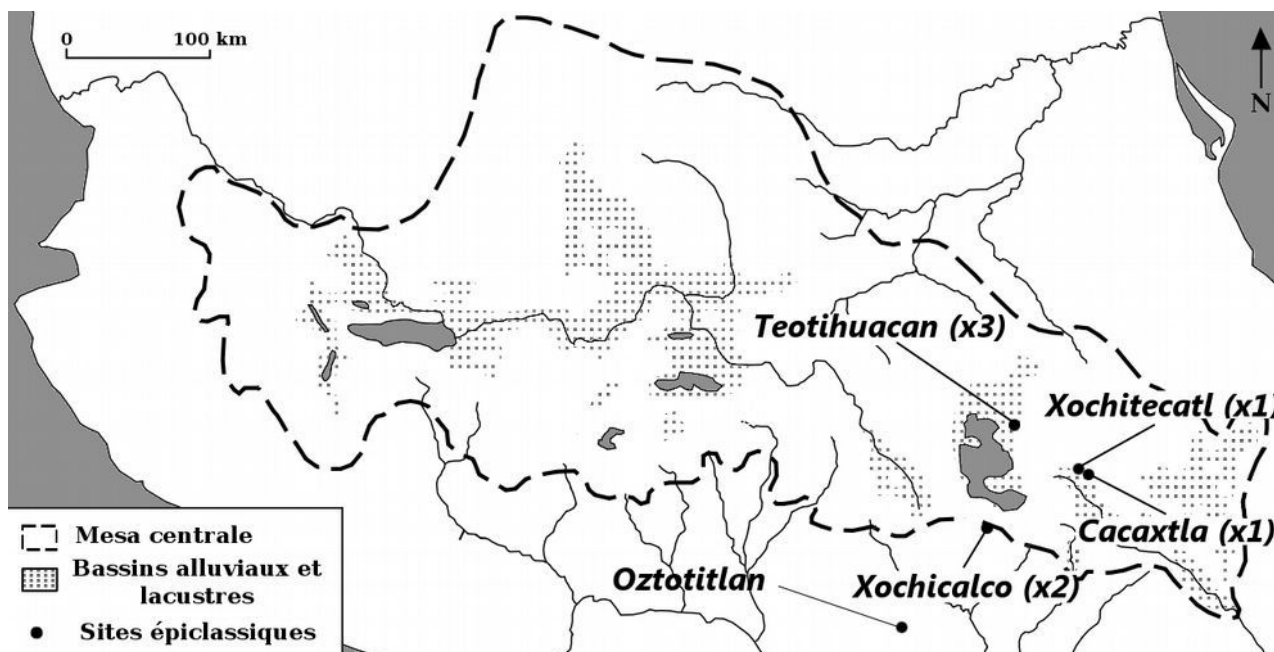 0 100 km
N
Teotihuacan (x3)
Xochitecatl (x1)
Cacaxtla (x1)
Oztotitlan
Xochicalco (x2)
Mesa centrale
Bassins alluviaux et
lacustres
Sites épiclassiques